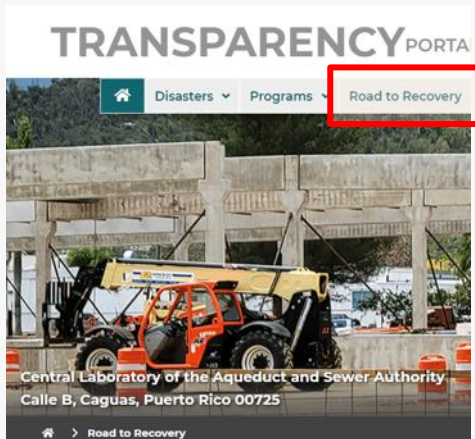 TRANSPARENCY PORTA
Disasters Programs Road to Recovery
Central Laboratory of the Aqueduct and Sewer Authority
Calle B, Caguas, Puerto Rico 00725
> Road to Recovery